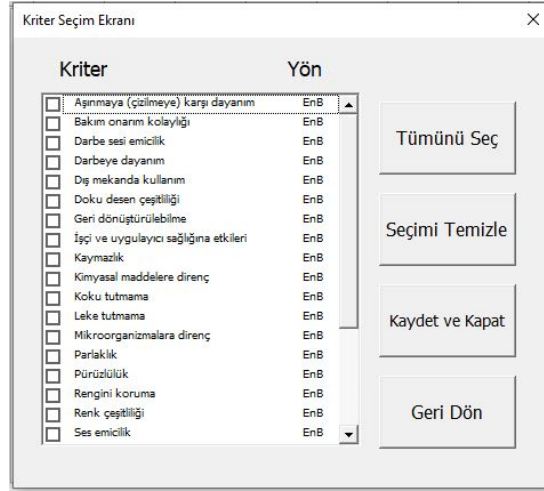 Kriter Seçim Ekranı
Kriter Yön
Aşınmaya (çizilmeye) karşı dayanım EnB
Bakım onarım kolaylığı EnB
Darbe sesi emicilik EnB
Darbeye dayanım EnB
Dış mekanda kullanım EnB
Doku desen çeşitliliği EnB
Geri dönüştürülebilme EnB
İşçi ve uygulayıcı sağlığına etkileri EnB
Kaymazlık EnB
Kimyasal maddelere direnç EnB
Koku tutmama EnB
Leke tutmama EnB
Mikroorganizmalara direnç EnB
Parlaklık EnB
Pürüzlülük EnB
Rengini koruma EnB
Renk çeşitliliği EnB
Ses emicilik EnB
Tümünü Seç
Seçimi Temizle
Kaydet ve Kapat
Geri Dön